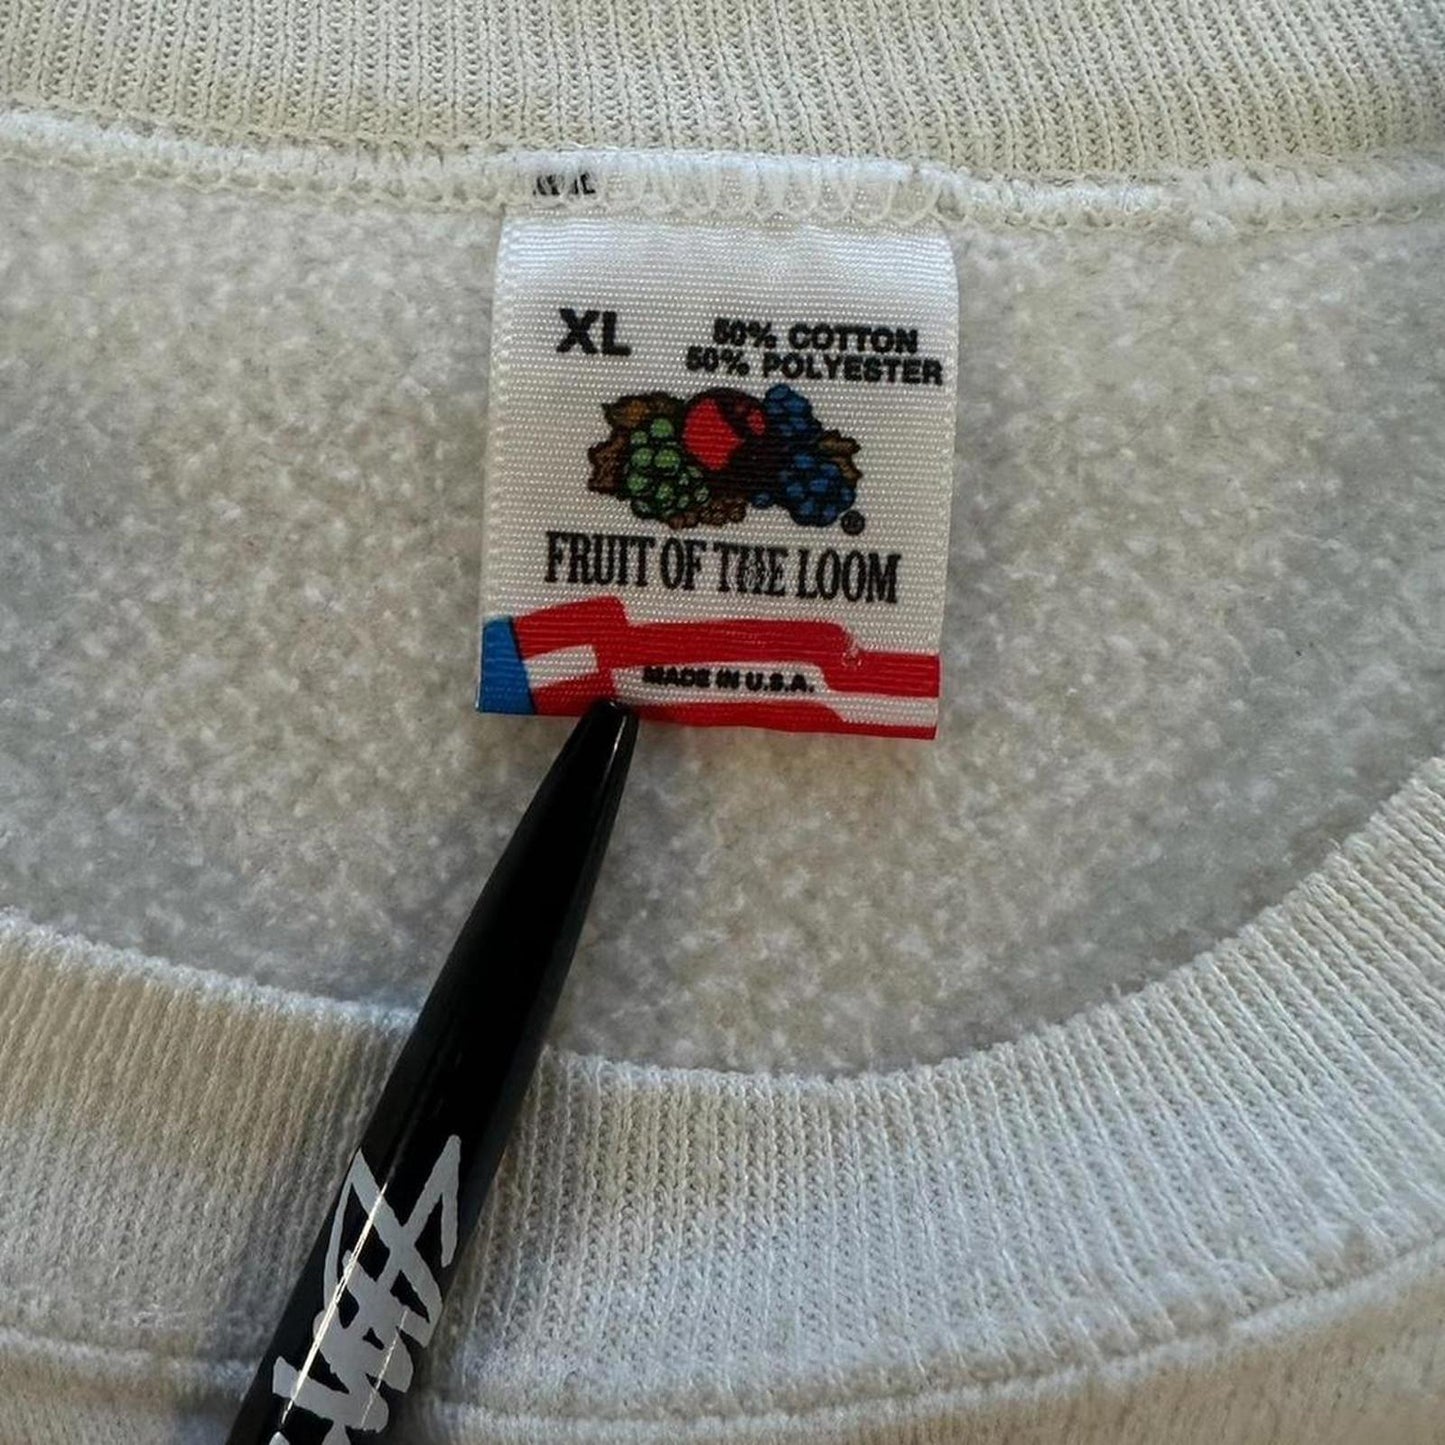 XL
50% COTTON
50% POLYESTER
®
FRUIT OF THE LOOM
MADE IN U.S.A.